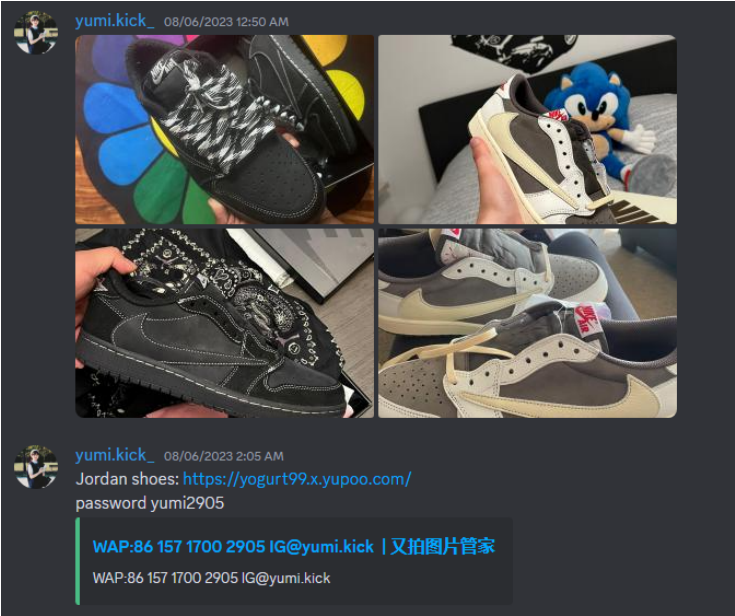 yumi.kick_ 08/06/2023 12:50 AM
NIKE AIR
yumi.kick_ 08/06/2023 2:05 AM
Jordan shoes: https://yogurt99.x.yupoo.com/
password yumi2905
WAP:86 157 1700 2905 IG@yumi.kick | 又拍图片管家
WAP:86 157 1700 2905 IG@yumi.kick